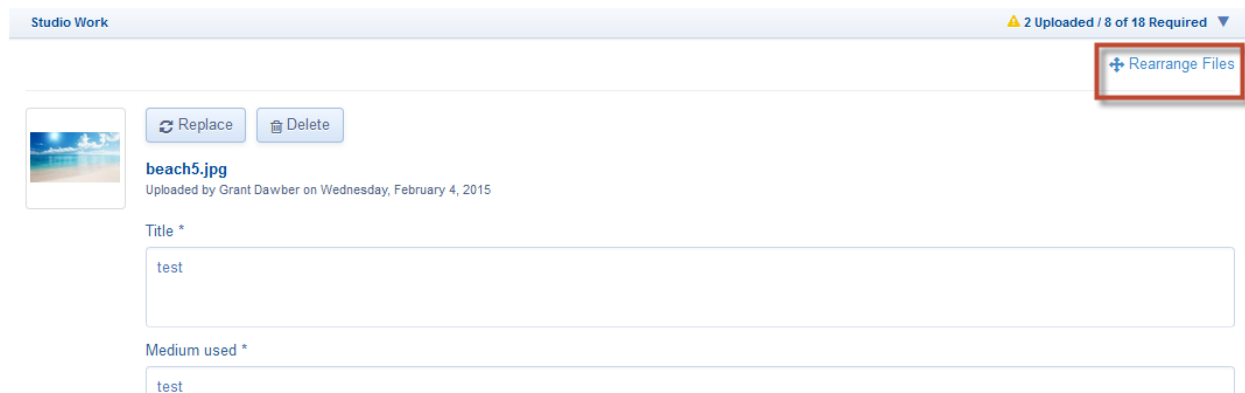 Studio Work
2 Uploaded / 8 of 18 Required
Rearrange Files
Replace
Delete
beach5.jpg
Uploaded by Grant Dawber on Wednesday, February 4, 2015
Title *
test
Medium used *
test